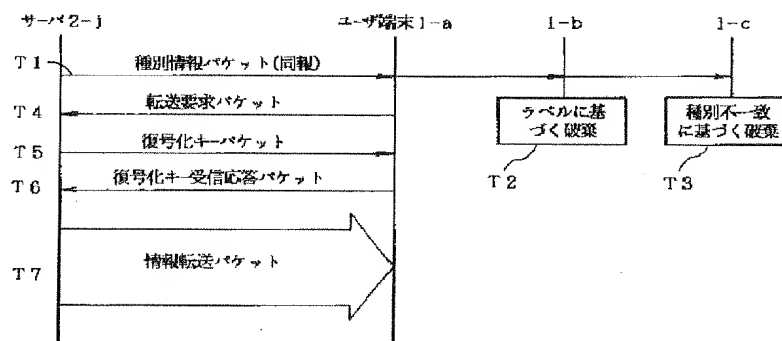 サーバ2-j ユーザ端末1-a 1-b 1-c
T1 種別情報パケット(同報)
T4 転送要求パケット
ラベルに基
づく破棄
種別不一致
に基づく破棄
T5 復号化キーパケット
T2 T3
T6 復号化キー受信応答パケット
T7 情報転送パケット